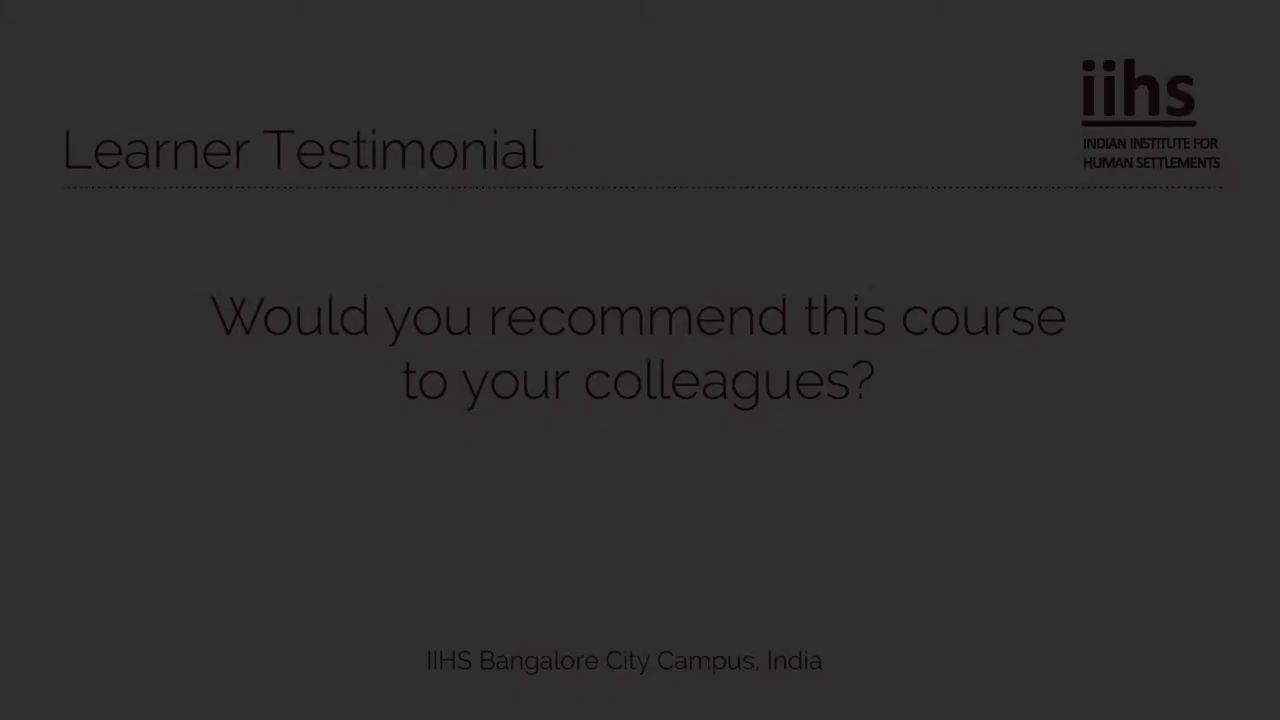 iihs
INDIAN INSTITUTE FOR
HUMAN SETTLEMENTS
Learner Testimonial
Would you recommend this course
to your colleagues?
IIHS Bangalore City Campus, India